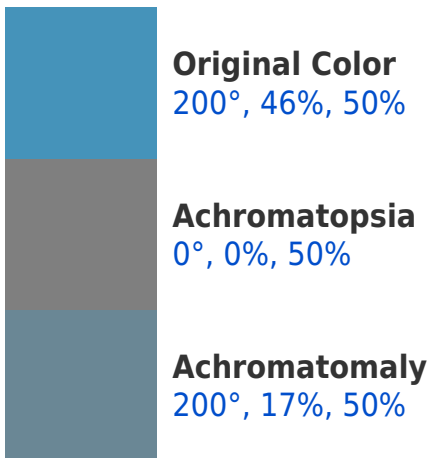 Original Color
200°, 46%, 50%
Achromatopsia
0°, 0%, 50%
Achromatomaly
200°, 17%, 50%